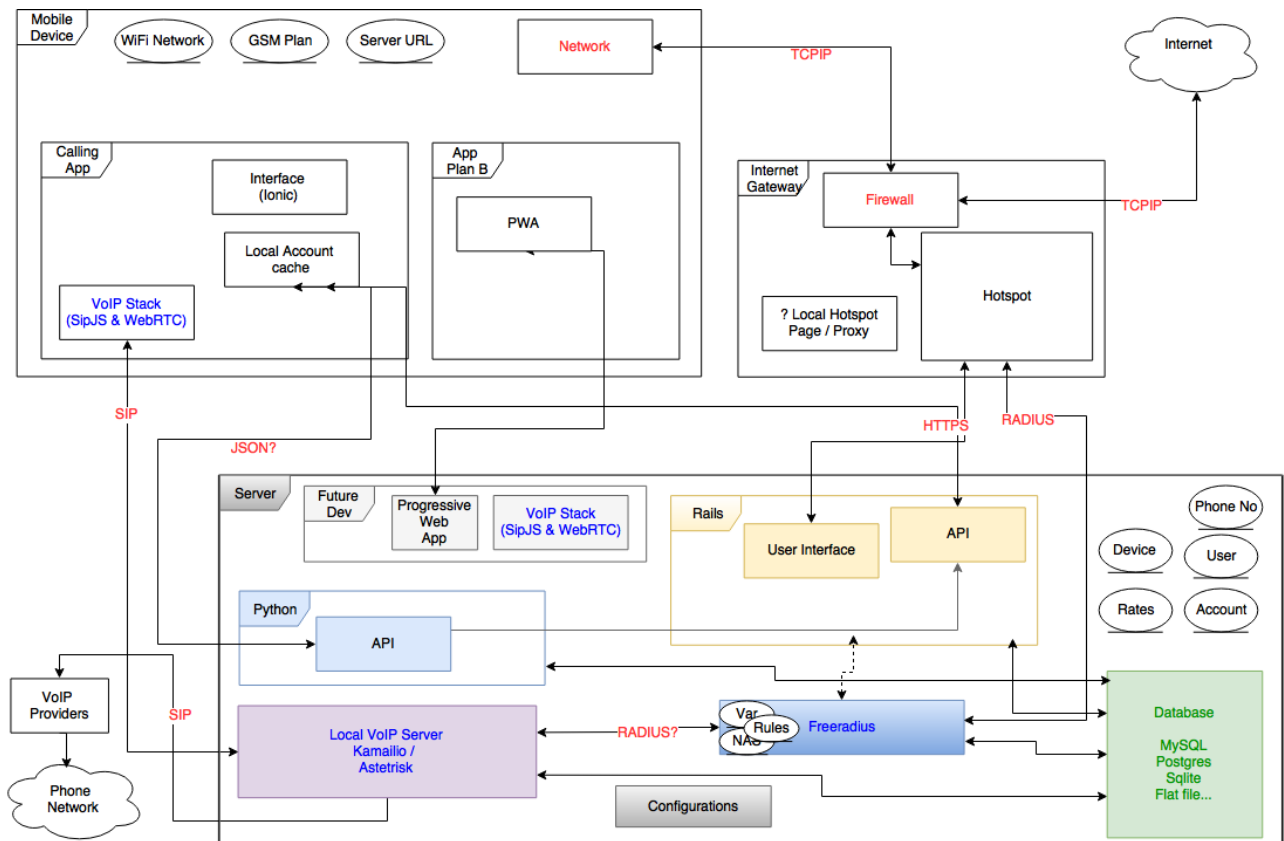 Mobile
Device
WiFi Network
GSM Plan
Server URL
Network
TCPIP
Internet
Calling
App
Interface
(Ionic)
Local Account
cache
VoIP Stack
(SipJS & WebRTC)
App
Plan B
PWA
Internet
Gateway
Firewall
TCPIP
Hotspot
? Local Hotspot
Page / Proxy
SIP
JSON?
HTTPS
RADIUS
Server
Future
Dev
Progressive
Web
App
VoIP Stack
(SipJS & WebRTC)
Rails
User Interface
API
Phone No
Device
User
Rates
Account
Python
API
VoIP
Providers
SIP
Phone
Network
Local VoIP Server
Kamailio /
Astetrisk
RADIUS?
Var
Rules
NAS
Freeradius
Configurations
Database
MySQL
Postgres
Sqlite
Flat file...